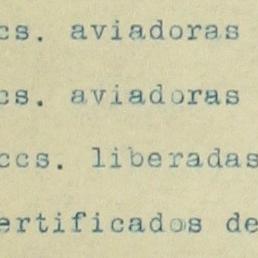 cs. aviadoras
cs. aviadoras
ccs. liberadas
ertificados de